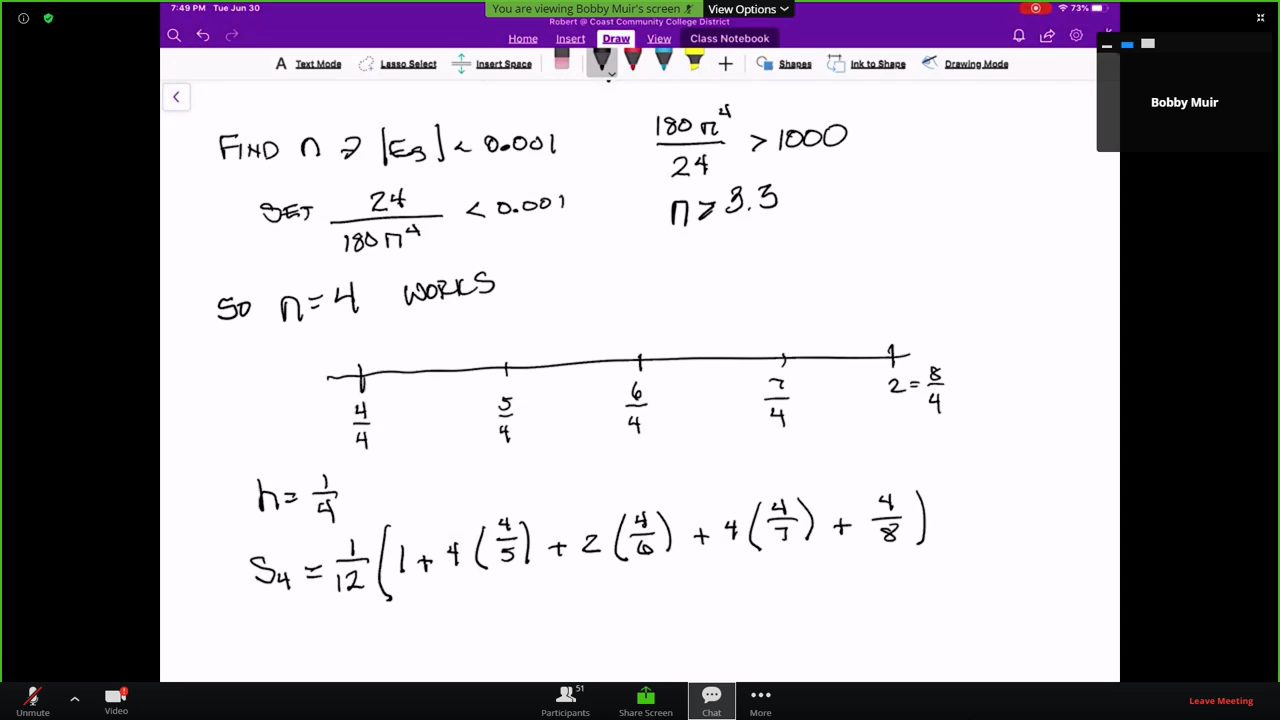 7:49 PM Tue Jun 30
You are viewing Bobby Muir's screen
View Options
73%
Robert @ Coast Community College District
Home Insert Draw View Class Notebook
Text Mode Lasso Select Insert Space Shapes Ink to Shape Drawing Mode
Bobby Muir
FIND n ∋ |Es| < 0.001
180n⁴/24 > 1000
SET 24/180n⁴ < 0.001
n ≥ 3.3
SO n = 4 WORKS
4/4 5/4 6/4 7/4 2 = 8/4
h = 1/4
S₄ = 1/12 (1 + 4(4/5) + 2(4/6) + 4(4/7) + 4/8)
Unmute Video Participants 51 Share Screen Chat More Leave Meeting